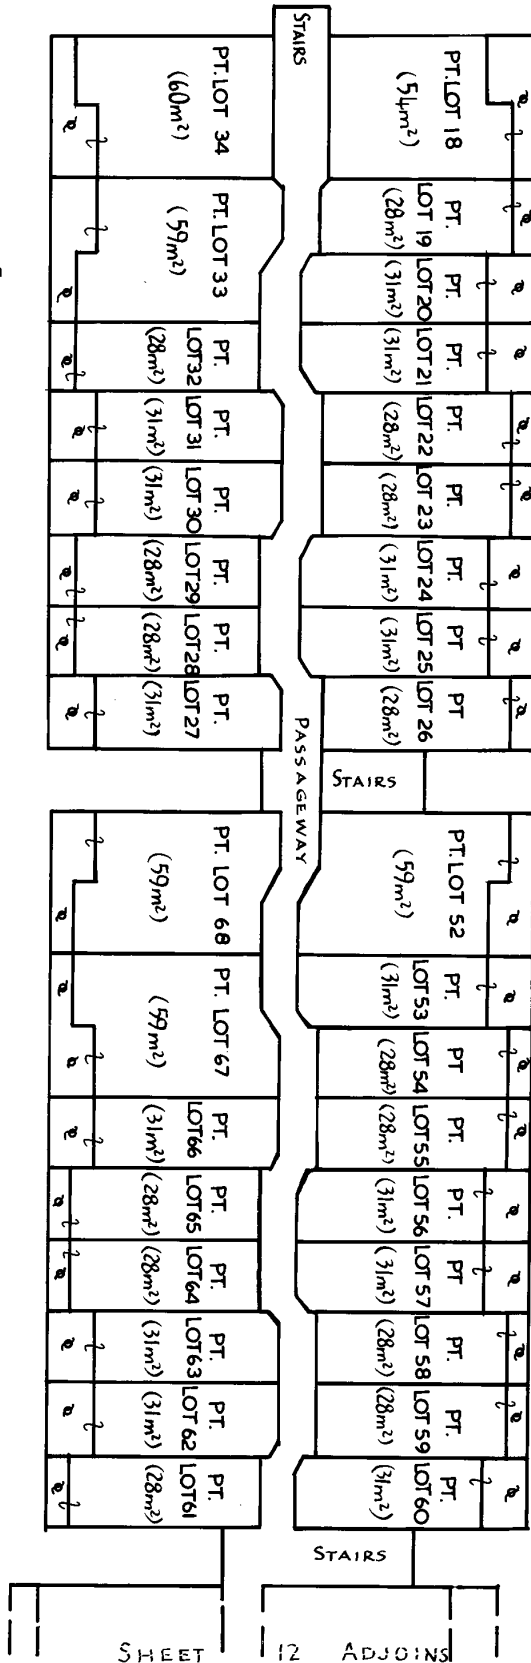 STAIRS
PT. LOT 18
(54m²)
PT.
LOT 19
(28m²)
PT.
LOT 20
(31m²)
PT.
LOT 21
(31m²)
PT.
LOT 22
(28m²)
PT.
LOT 23
(28m²)
PT.
LOT 24
(31m²)
PT
LOT 25
(31m²)
PT
LOT 26
(28m²)
PT. LOT 34
(60m²)
PT. LOT 33
(59m²)
PT.
LOT 32
(28m²)
PT.
LOT 31
(31m²)
PT.
LOT 30
(31m²)
PT.
LOT 29
(28m²)
PT.
LOT 28
(28m²)
PT.
LOT 27
(31m²)
PASSAGEWAY
STAIRS
PT. LOT 52
(59m²)
PT.
LOT 53
(31m²)
PT
LOT 54
(28m²)
PT.
LOT 55
(28m²)
PT.
LOT 56
(31m²)
PT
LOT 57
(31m²)
PT.
LOT 58
(28m²)
PT.
LOT 59
(28m²)
PT.
LOT 60
(31m²)
PT. LOT 68
(59m²)
PT. LOT 67
(59m²)
PT.
LOT 66
(31m²)
PT.
LOT 65
(28m²)
PT.
LOT 64
(28m²)
PT.
LOT 63
(31m²)
PT.
LOT 62
(31m²)
PT.
LOT 61
(28m²)
STAIRS
SHEET 12 ADJOINS